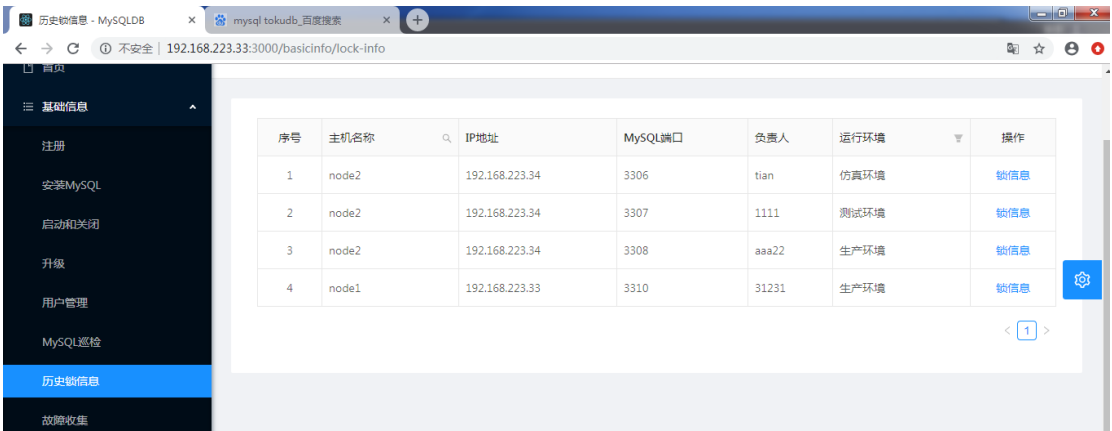 历史锁信息 - MySQLDB
mysql tokudb_百度搜索
不安全 192.168.223.33:3000/basicinfo/lock-info
首页
基础信息
注册
安装MySQL
启动和关闭
升级
用户管理
MySQL巡检
历史锁信息
故障收集
序号 主机名称 IP地址 MySQL端口 负责人 运行环境 操作
1 node2 192.168.223.34 3306 tian 仿真环境 锁信息
2 node2 192.168.223.34 3307 1111 测试环境 锁信息
3 node2 192.168.223.34 3308 aaa22 生产环境 锁信息
4 node1 192.168.223.33 3310 31231 生产环境 锁信息
< 1 >